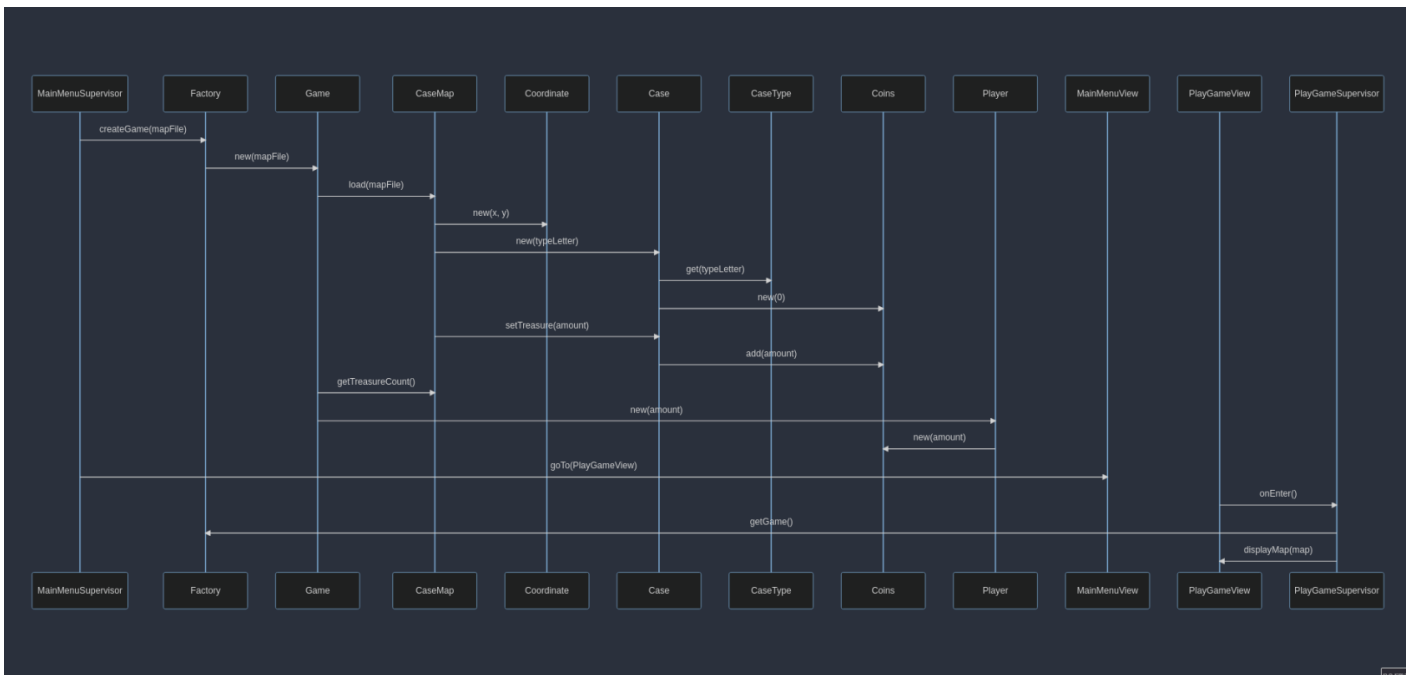 MainMenuSupervisor Factory Game CaseMap Coordinate Case CaseType Coins Player MainMenuView PlayGameView PlayGameSupervisor
createGame(mapFile)
new(mapFile)
load(mapFile)
new(x, y)
new(typeLetter)
get(typeLetter)
new(0)
setTreasure(amount)
add(amount)
getTreasureCount()
new(amount)
new(amount)
goTo(PlayGameView)
onEnter()
getGame()
displayMap(map)
MainMenuSupervisor Factory Game CaseMap Coordinate Case CaseType Coins Player MainMenuView PlayGameView PlayGameSupervisor